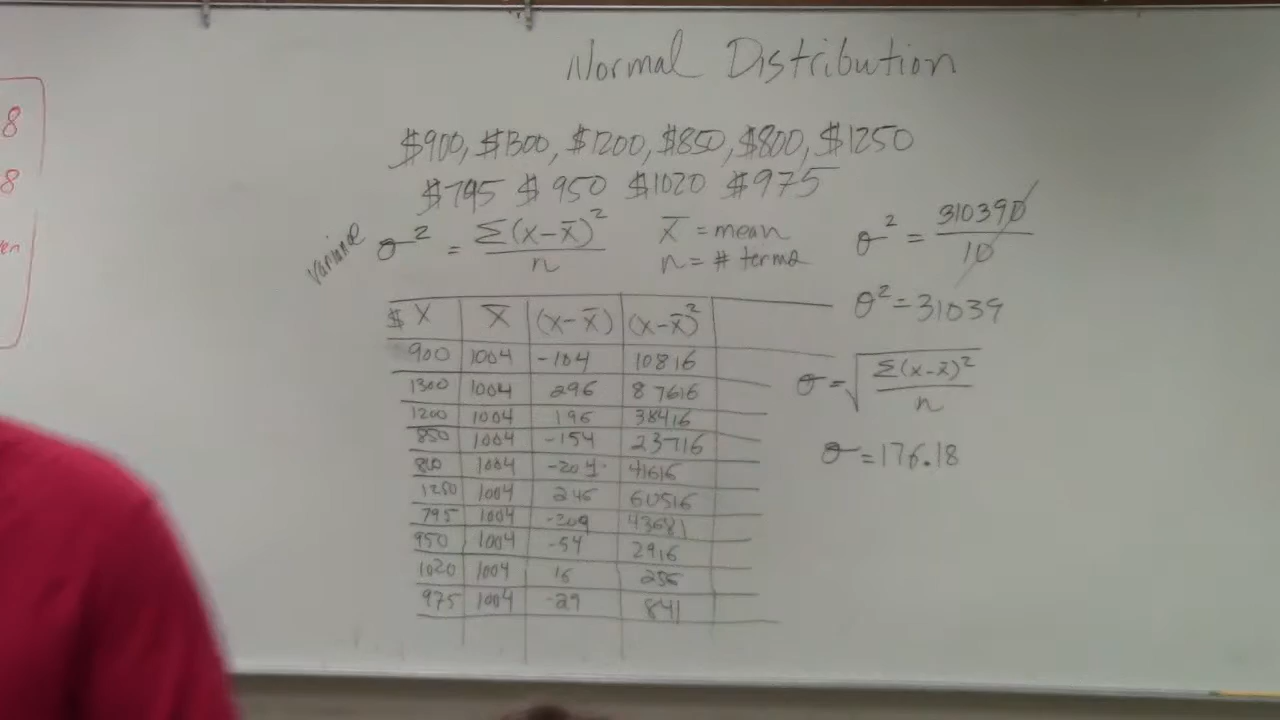 Normal Distribution
$900, $1300, $1200, $850, $800, $1250
$795 $950 $1020 $975
σ² = Σ(x-x̄)² / n
x̄ = mean
n = # terms
$ X | X̄ | (x-x̄) | (x-x̄)²
900 | 1004 | -104 | 10816
1300 | 1004 | 296 | 87616
1200 | 1004 | 196 | 38416
850 | 1004 | -154 | 23716
800 | 1004 | -204 | 41616
1250 | 1004 | 246 | 60516
795 | 1004 | -209 | 43681
950 | 1004 | -54 | 2916
1020 | 1004 | 16 | 256
975 | 1004 | -29 | 841
σ² = 310390 / 10
σ² = 31039
σ = √(Σ(x-x̄)² / n)
σ = 176.18
8
8